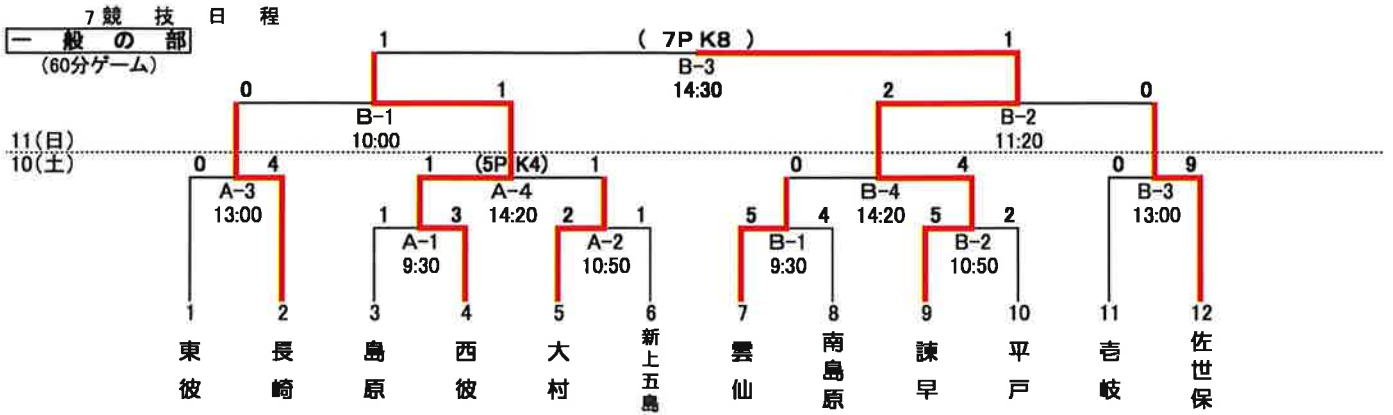 7 競 技 日 程
一 般 の 部
(60分ゲーム)
1 ( 7P K8 ) 1
B-3
14:30
0 1 2 0
B-1 B-2
10:00 11:20
11(日)
10(土)
0 4 1 (5P K4) 1 0 4 0 9
A-3 A-4 B-4 B-3
13:00 14:20 14:20 13:00
1 3 2 1 5 4 5 2
A-1 A-2 B-1 B-2
9:30 10:50 9:30 10:50
1 2 3 4 5 6 7 8 9 10 11 12
東彼 長崎 島原 西彼 大村 新上五島 雲仙 南島原 諫早 平戸 壱岐 佐世保